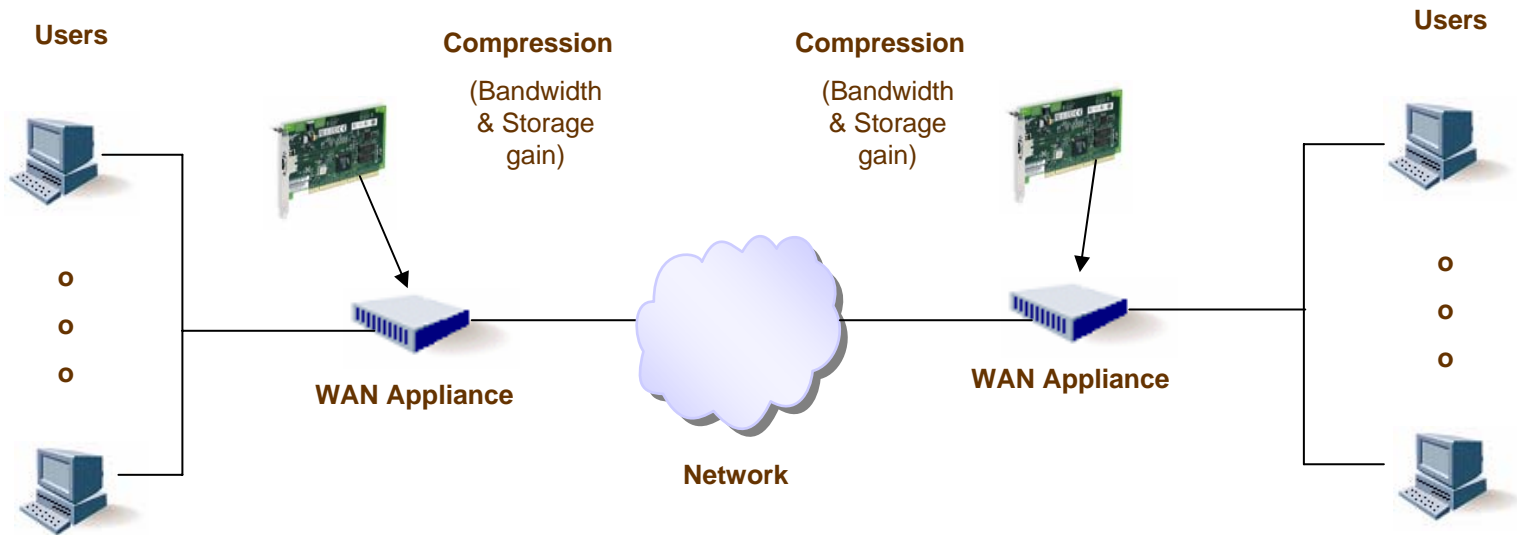 Users
Compression
(Bandwidth
& Storage
gain)
Compression
(Bandwidth
& Storage
gain)
Users
o
o
o
o
o
o
WAN Appliance
WAN Appliance
Network